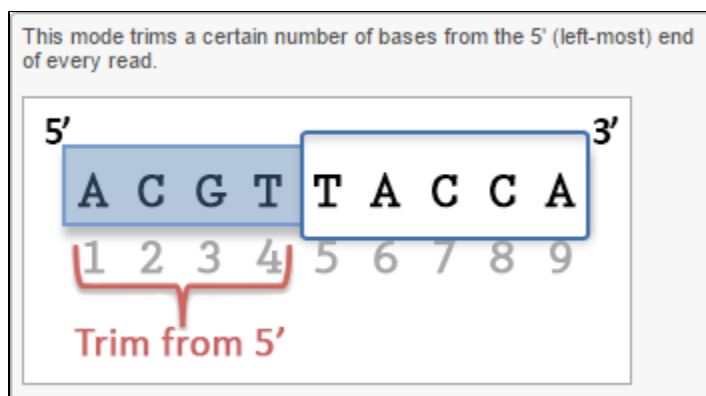 This mode trims a certain number of bases from the 5' (left-most) end
of every read.
5′ 3′
A C G T T A C C A
1 2 3 4 5 6 7 8 9
Trim from 5′